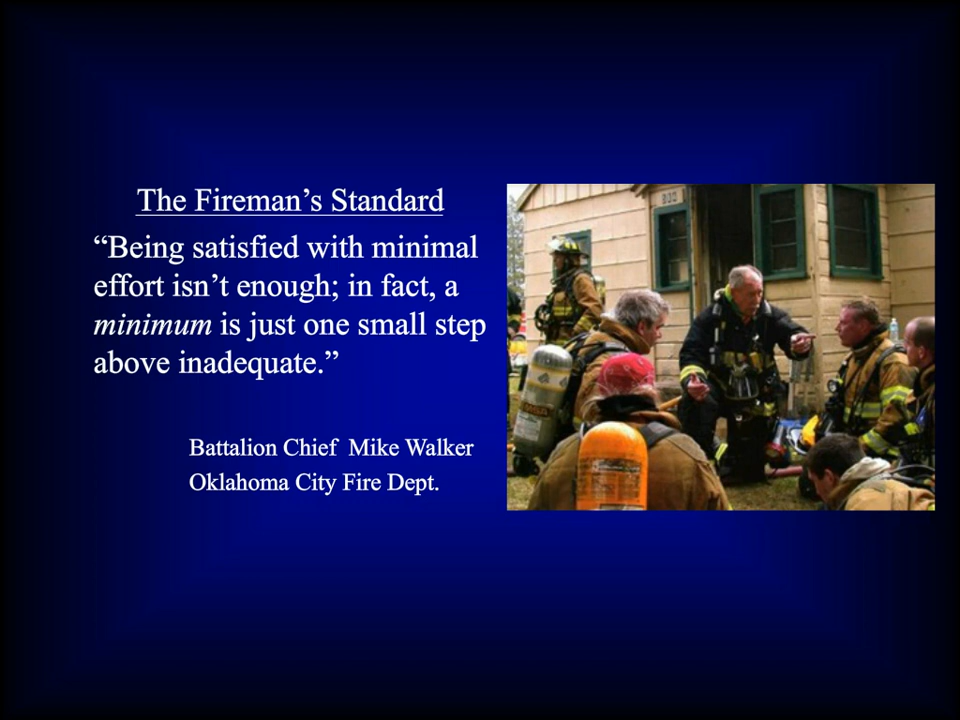 The Fireman’s Standard
“Being satisfied with minimal
effort isn’t enough; in fact, a
minimum is just one small step
above inadequate.”
Battalion Chief  Mike Walker
Oklahoma City Fire Dept.